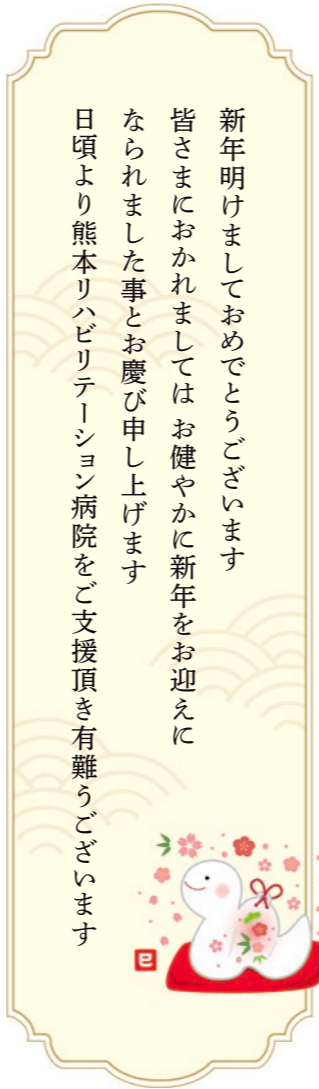 新年明けましておめでとうございます
皆さまにおかれましては お健やかに新年をお迎えに
なられました事とお慶び申し上げます
日頃より熊本リハビリテーション病院をご支援頂き有難うございます
巳